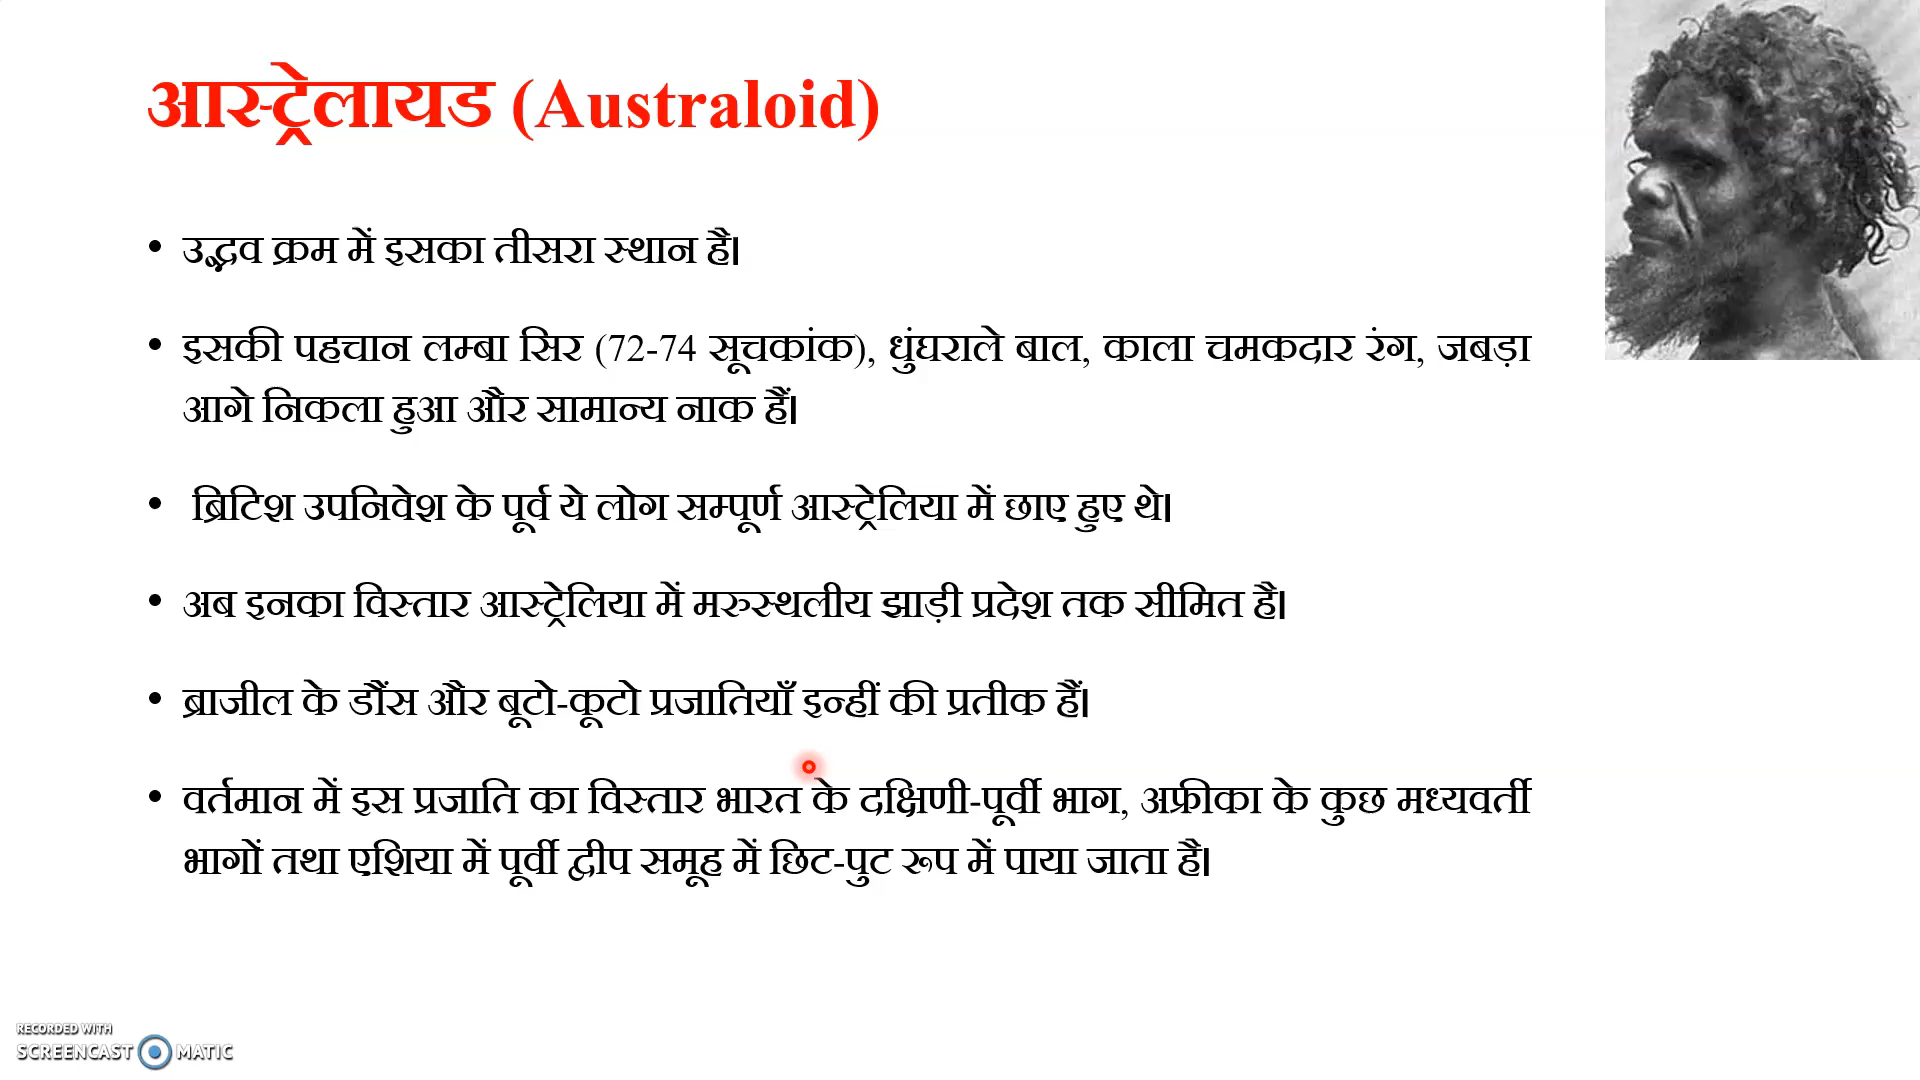 आस्ट्रेलायड (Australoid)
• उद्भव क्रम में इसका तीसरा स्थान है।
• इसकी पहचान लम्बा सिर (72-74 सूचकांक), धुंघराले बाल, काला चमकदार रंग, जबड़ा
आगे निकला हुआ और सामान्य नाक हैं।
• ब्रिटिश उपनिवेश के पूर्व ये लोग सम्पूर्ण आस्ट्रेलिया में छाए हुए थे।
• अब इनका विस्तार आस्ट्रेलिया में मरुस्थलीय झाड़ी प्रदेश तक सीमित है।
• ब्राजील के डौंस और बूटो-कूटो प्रजातियाँ इन्हीं की प्रतीक हैं।
• वर्तमान में इस प्रजाति का विस्तार भारत के दक्षिणी-पूर्वी भाग, अफ्रीका के कुछ मध्यवर्ती
भागों तथा एशिया में पूर्वी द्वीप समूह में छिट-पुट रूप में पाया जाता है।
RECORDED WITH
SCREENCAST MATIC